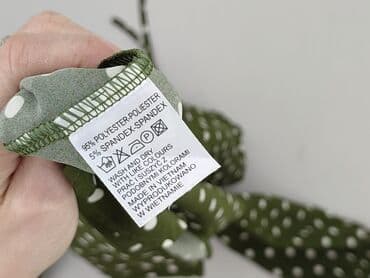 95% POLYESTER-POLIESTER
5% SPANDEX-SPANDEX
WASH AND DRY
WITH LIKE COLOURS
PRAĆ I SUSZYĆ Z
PODOBNYMI KOLORAMI
MADE IN VIETNAM
WYPRODUKOWANO
W WIETNAMIE